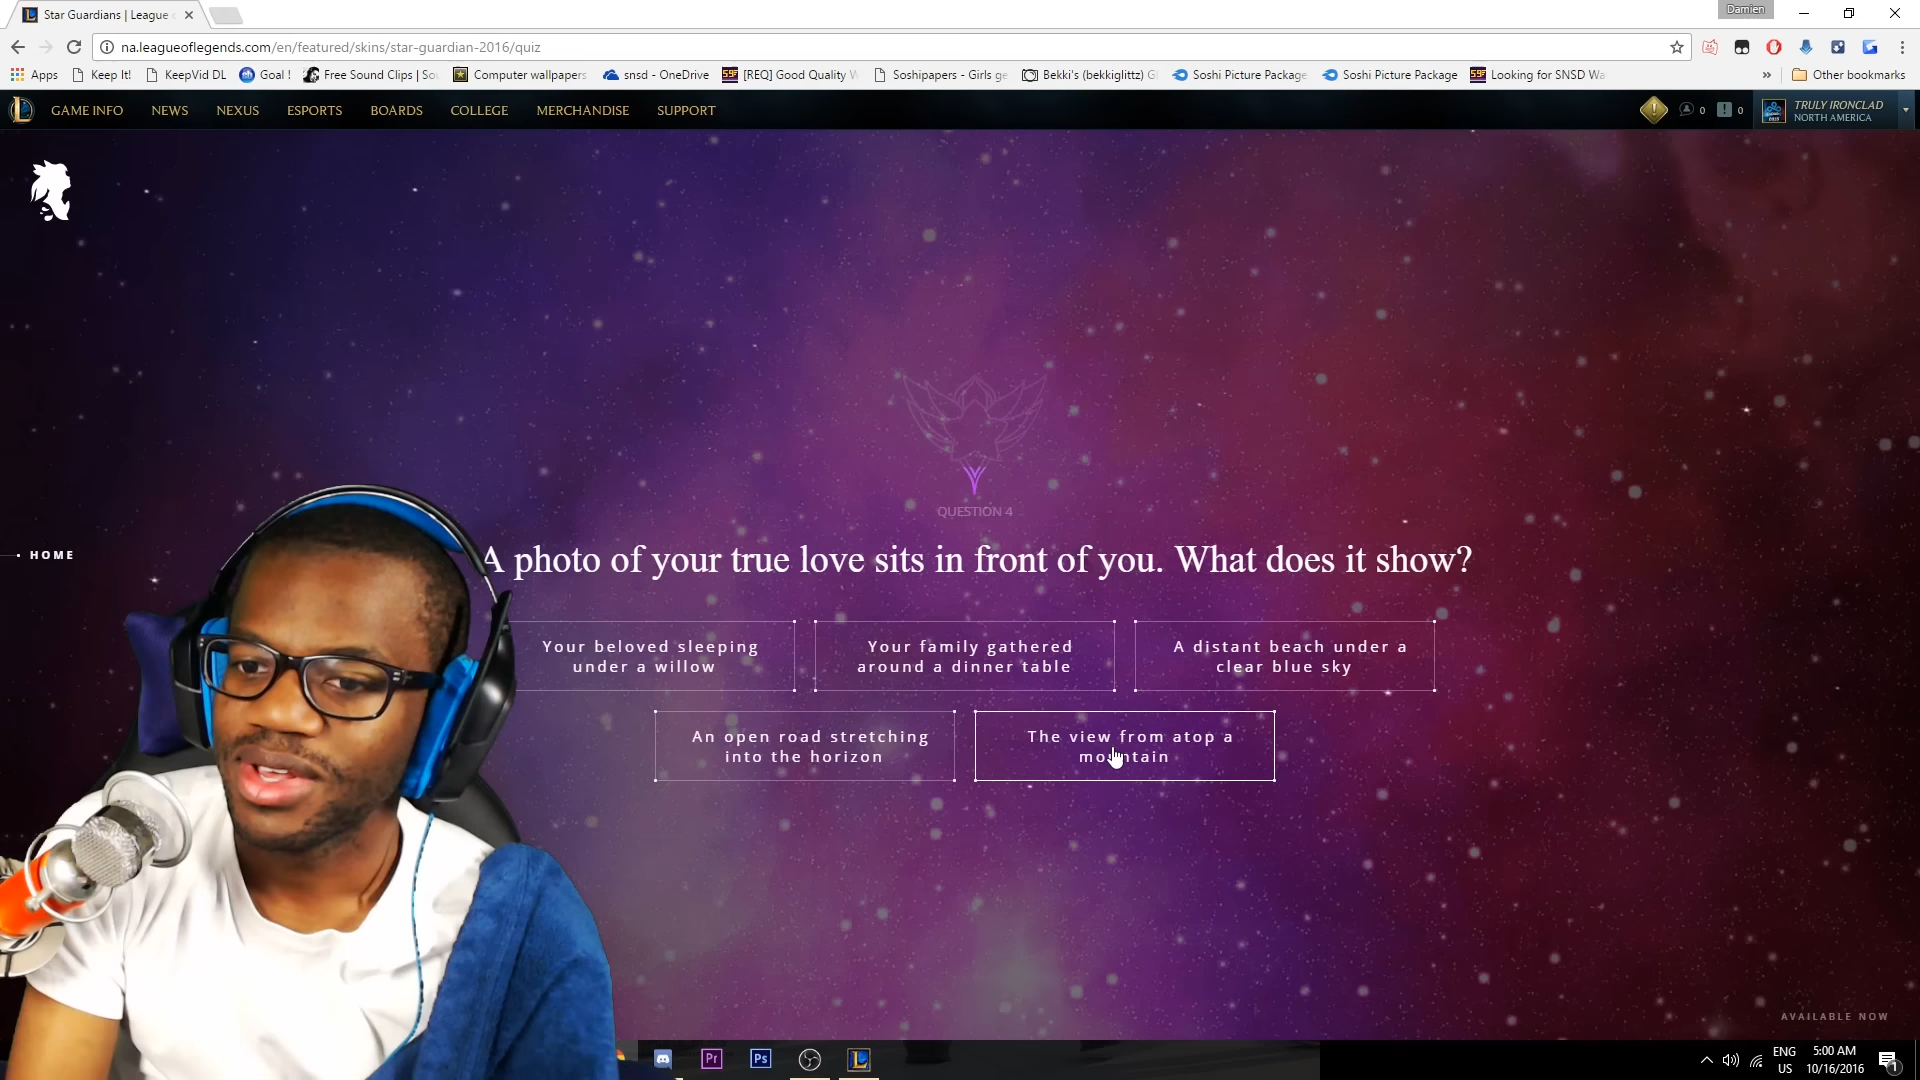 Star Guardians | League
Damien
na.leagueoflegends.com/en/featured/skins/star-guardian-2016/quiz
Apps Keep It! KeepVid DL Goal ! Free Sound Clips | Computer wallpapers snsd - OneDrive [REQ] Good Quality Soshipapers - Girls Bekki's (bekkiglittz) Soshi Picture Package Soshi Picture Package Looking for SNSD » Other bookmarks
GAME INFO NEWS NEXUS ESPORTS BOARDS COLLEGE MERCHANDISE SUPPORT
0 0
TRULY IRONCLAD
NORTH AMERICA
QUESTION 4
HOME
A photo of your true love sits in front of you. What does it show?
Your beloved sleeping
under a willow
Your family gathered
around a dinner table
A distant beach under a
clear blue sky
An open road stretching
into the horizon
The view from atop a
mountain
AVAILABLE NOW
Pr Ps
ENG
US
5:00 AM
10/16/2016
1